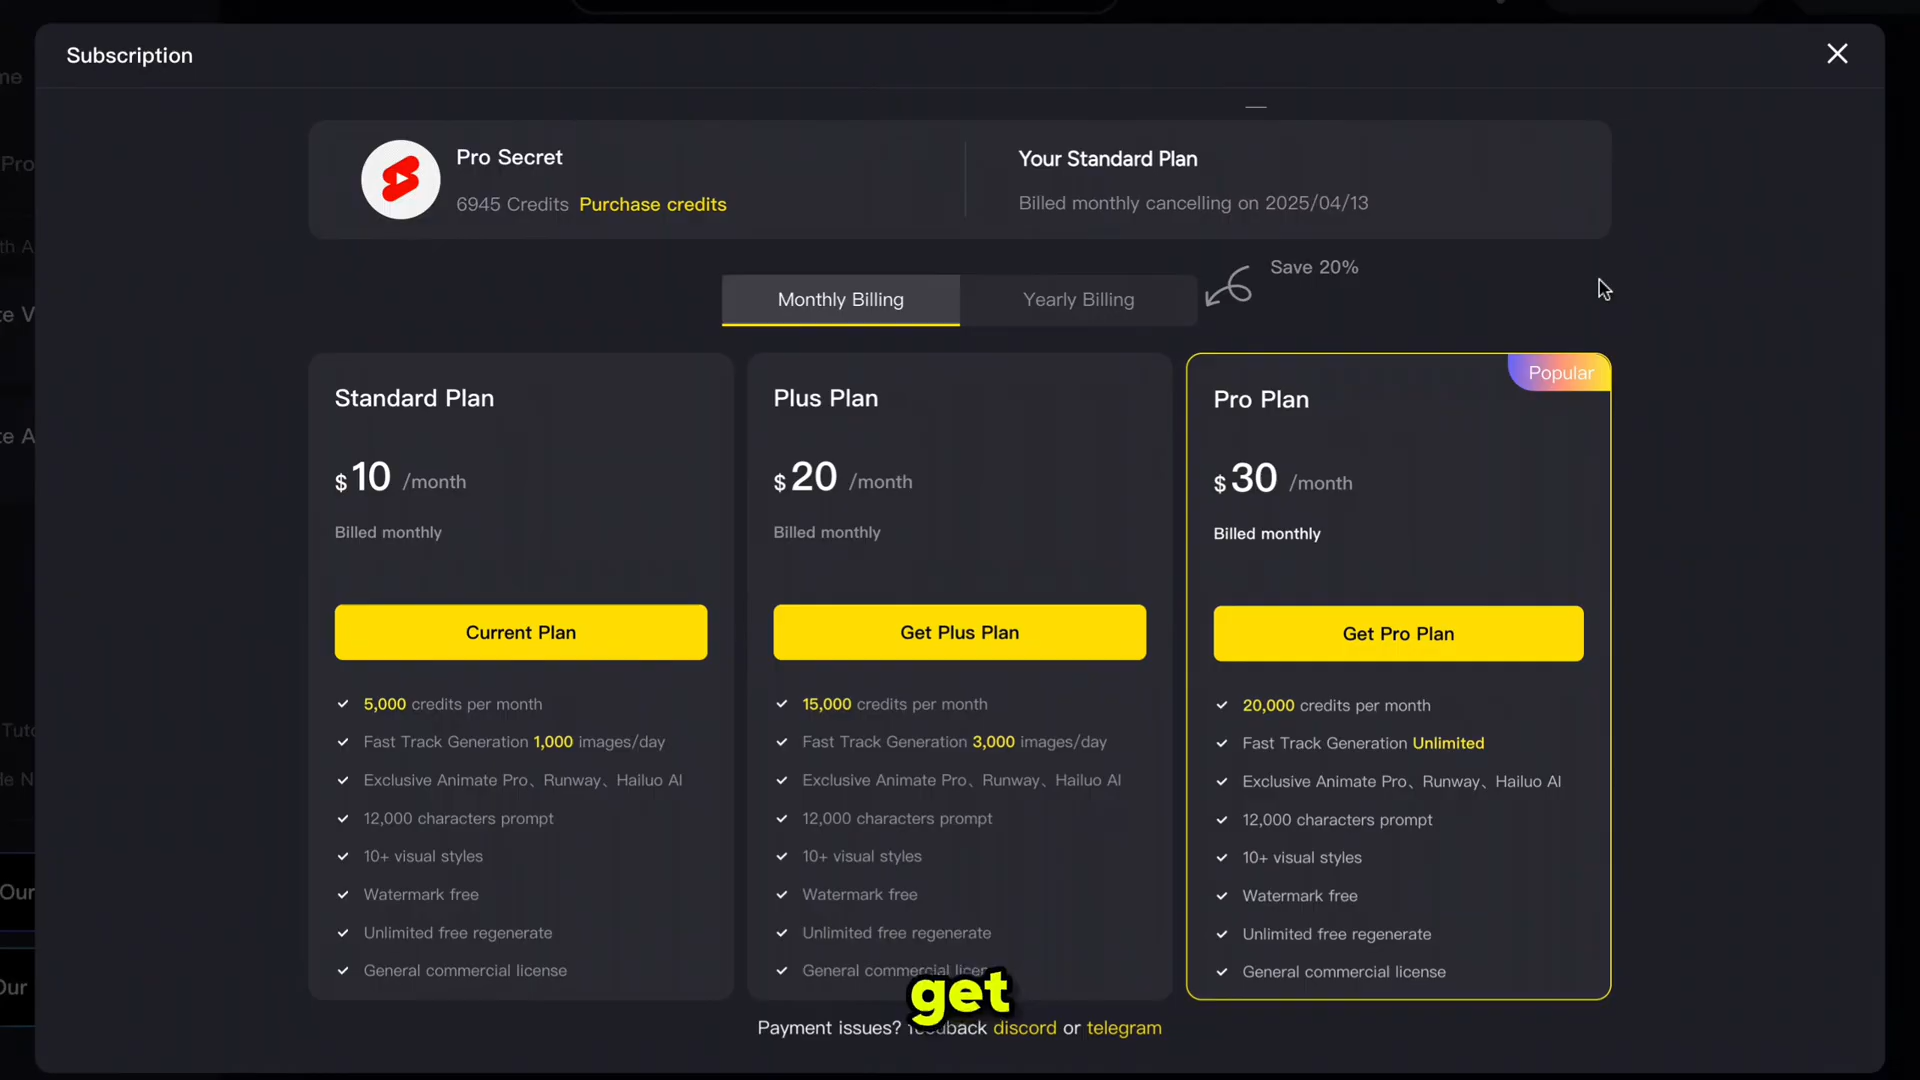 Subscription
Pro Secret
6945 Credits Purchase credits
Your Standard Plan
Billed monthly cancelling on 2025/04/13
Monthly Billing
Yearly Billing
Save 20%
Standard Plan
$10 /month
Billed monthly
Current Plan
5,000 credits per month
Fast Track Generation 1,000 images/day
Exclusive Animate Pro、Runway、Hailuo AI
12,000 characters prompt
10+ visual styles
Watermark free
Unlimited free regenerate
General commercial license
Plus Plan
$20 /month
Billed monthly
Get Plus Plan
15,000 credits per month
Fast Track Generation 3,000 images/day
Exclusive Animate Pro、Runway、Hailuo AI
12,000 characters prompt
10+ visual styles
Watermark free
Unlimited free regenerate
General commercial
Popular
Pro Plan
$30 /month
Billed monthly
Get Pro Plan
20,000 credits per month
Fast Track Generation Unlimited
Exclusive Animate Pro、Runway、Hailuo AI
12,000 characters prompt
10+ visual styles
Watermark free
Unlimited free regenerate
General commercial license
get
Payment issues? discord or telegram